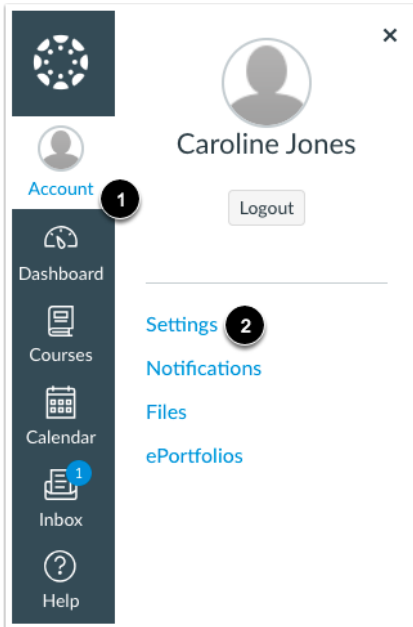 ×
Caroline Jones
Logout
Account
1
Dashboard
Courses
Calendar
1
Inbox
Help
Settings
2
Notifications
Files
ePortfolios